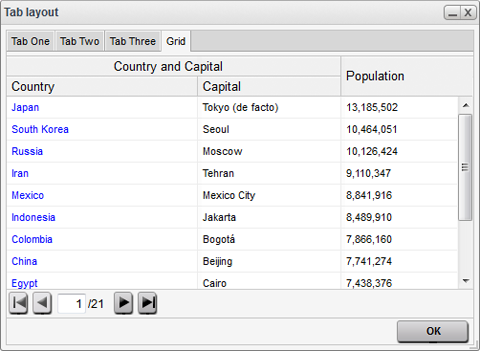 Tab layout
Tab One Tab Two Tab Three Grid
Country and Capital Population
Country Capital
Japan Tokyo (de facto) 13,185,502
South Korea Seoul 10,464,051
Russia Moscow 10,126,424
Iran Tehran 9,110,347
Mexico Mexico City 8,841,916
Indonesia Jakarta 8,489,910
Colombia Bogotá 7,866,160
China Beijing 7,741,274
Egypt Cairo 7,438,376
1 /21
OK